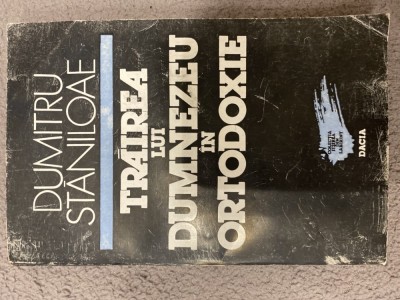 DUMITRU
STĂNILOAE
TRĂIREA
LUI
DUMNEZEU
ÎN
ORTODOXIE
DACIA